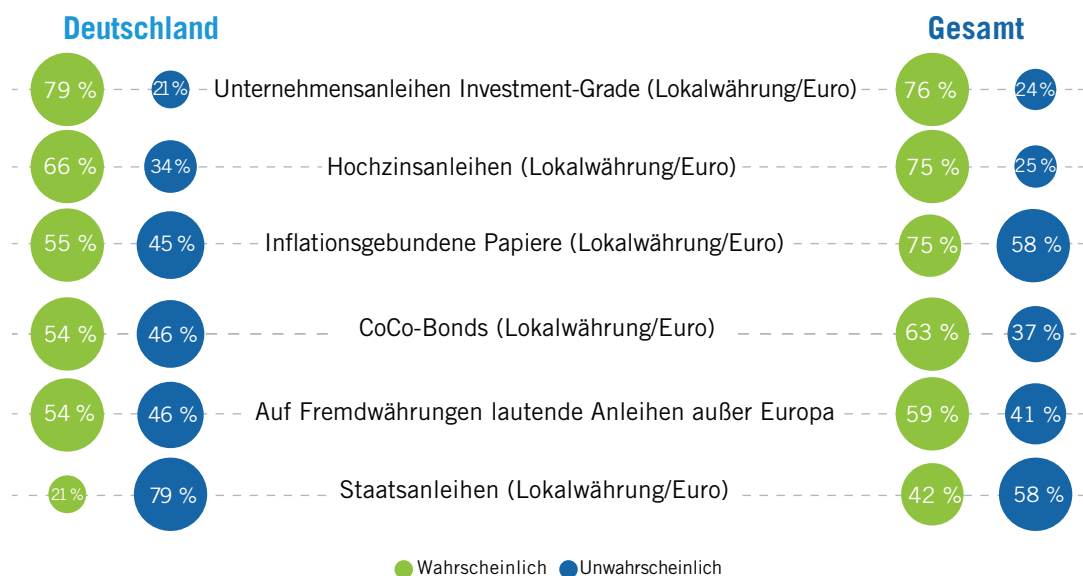 Deutschland Gesamt
79 % 21 % Unternehmensanleihen Investment-Grade (Lokalwährung/Euro) 76 % 24 %
66 % 34 % Hochzinsanleihen (Lokalwährung/Euro) 75 % 25 %
55 % 45 % Inflationsgebundene Papiere (Lokalwährung/Euro) 75 % 58 %
54 % 46 % CoCo-Bonds (Lokalwährung/Euro) 63 % 37 %
54 % 46 % Auf Fremdwährungen lautende Anleihen außer Europa 59 % 41 %
21 % 79 % Staatsanleihen (Lokalwährung/Euro) 42 % 58 %
Wahrscheinlich Unwahrscheinlich